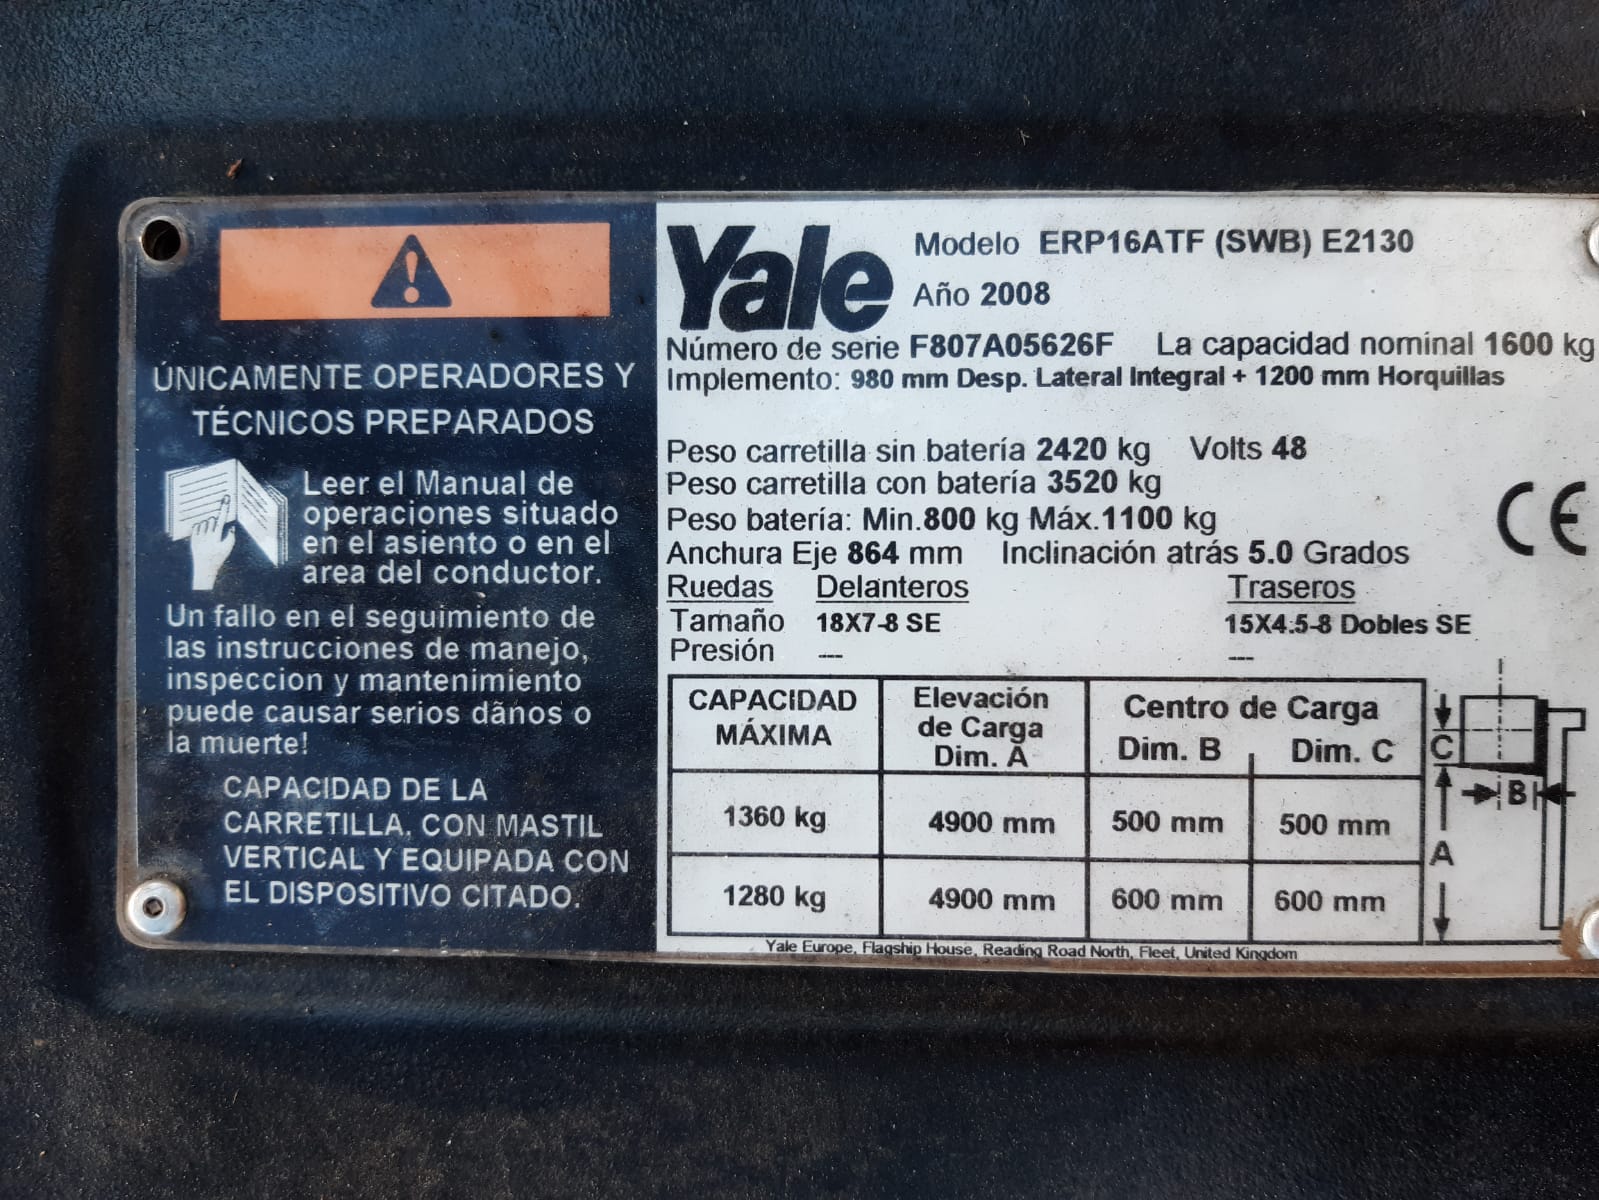 ÚNICAMENTE OPERADORES Y
TÉCNICOS PREPARADOS
Leer el Manual de
operaciones situado
en el asiento o en el
area del conductor.
Un fallo en el seguimiento de
las instrucciones de manejo,
inspeccion y mantenimiento
puede causar serios dãnos o
la muerte!
CAPACIDAD DE LA
CARRETILLA. CON MASTIL
VERTICAL Y EQUIPADA CON
EL DISPOSITIVO CITADO.
Yale
Modelo ERP16ATF (SWB) E2130
Año 2008
Número de serie F807A05626F La capacidad nominal 1600 kg
Implemento: 980 mm Desp. Lateral Integral + 1200 mm Horquillas
Peso carretilla sin batería 2420 kg Volts 48
Peso carretilla con batería 3520 kg
Peso batería: Min.800 kg Máx.1100 kg
CE
Anchura Eje 864 mm Inclinación atrás 5.0 Grados
Ruedas Delanteros Traseros
Tamaño 18X7-8 SE 15X4.5-8 Dobles SE
Presión --- ---
CAPACIDAD MÁXIMA Elevación de Carga Dim. A Centro de Carga Dim. B Dim. C
1360 kg 4900 mm 500 mm 500 mm
1280 kg 4900 mm 600 mm 600 mm
C
B
A
Yale Europe, Flagship House, Reading Road North, Fleet, United Kingdom